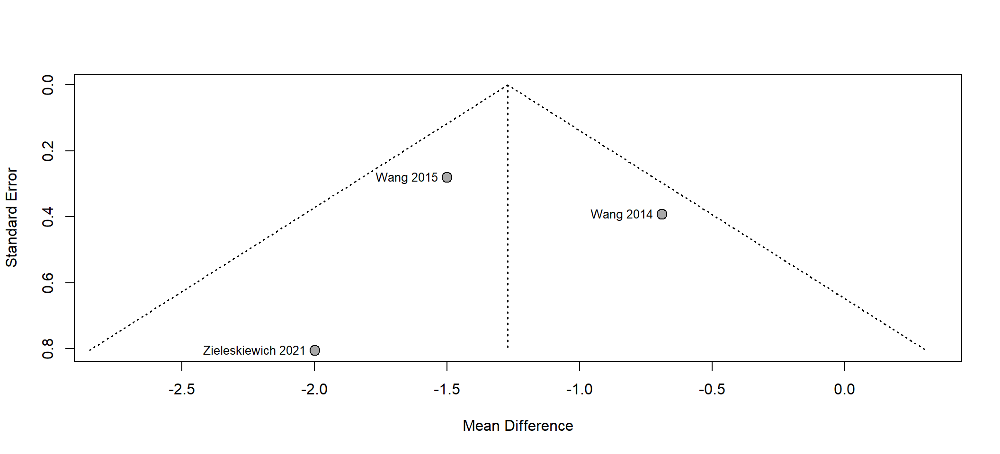 0.0
0.2
0.4
0.6
0.8
Standard Error
Wang 2015
Wang 2014
Zieleskiewich 2021
-2.5
-2.0
-1.5
-1.0
-0.5
0.0
Mean Difference